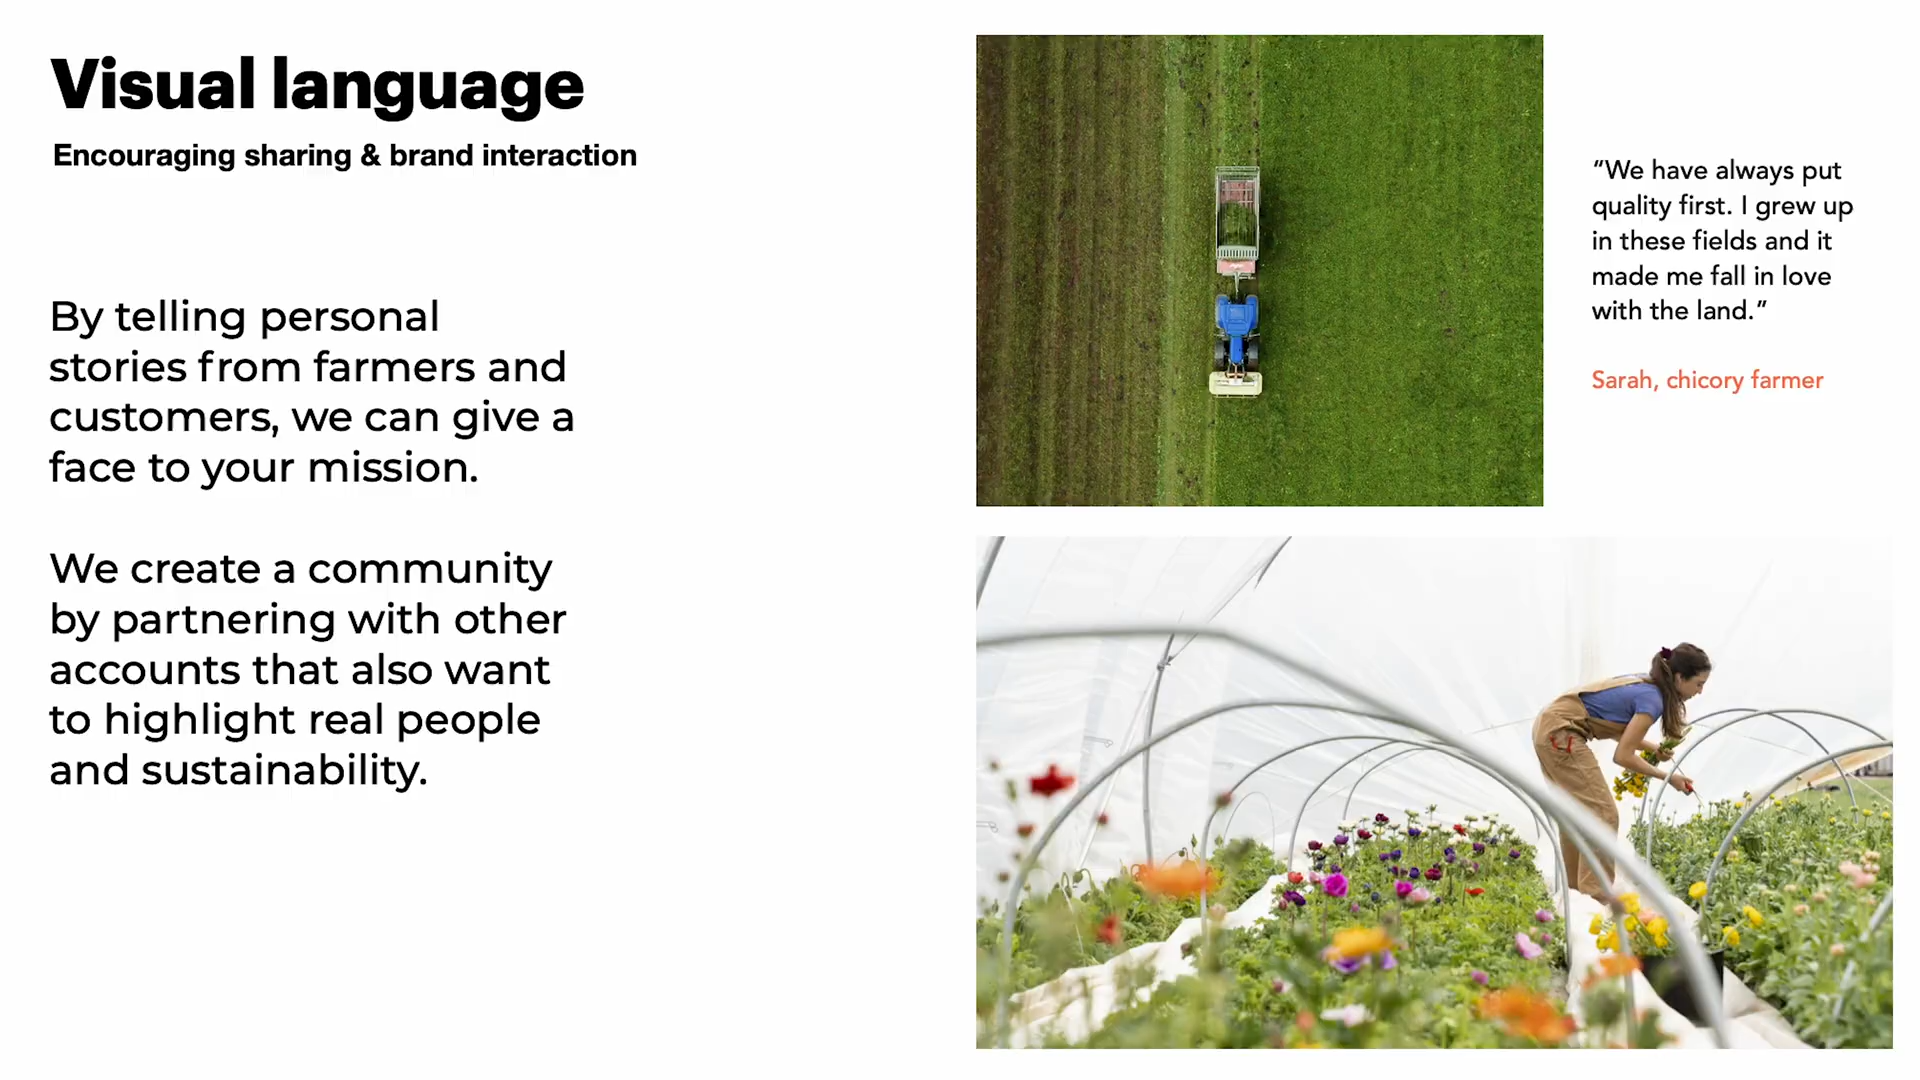 Visual language
Encouraging sharing & brand interaction
By telling personal
stories from farmers and
customers, we can give a
face to your mission.
We create a community
by partnering with other
accounts that also want
to highlight real people
and sustainability.
“We have always put
quality first. I grew up
in these fields and it
made me fall in love
with the land.”
Sarah, chicory farmer